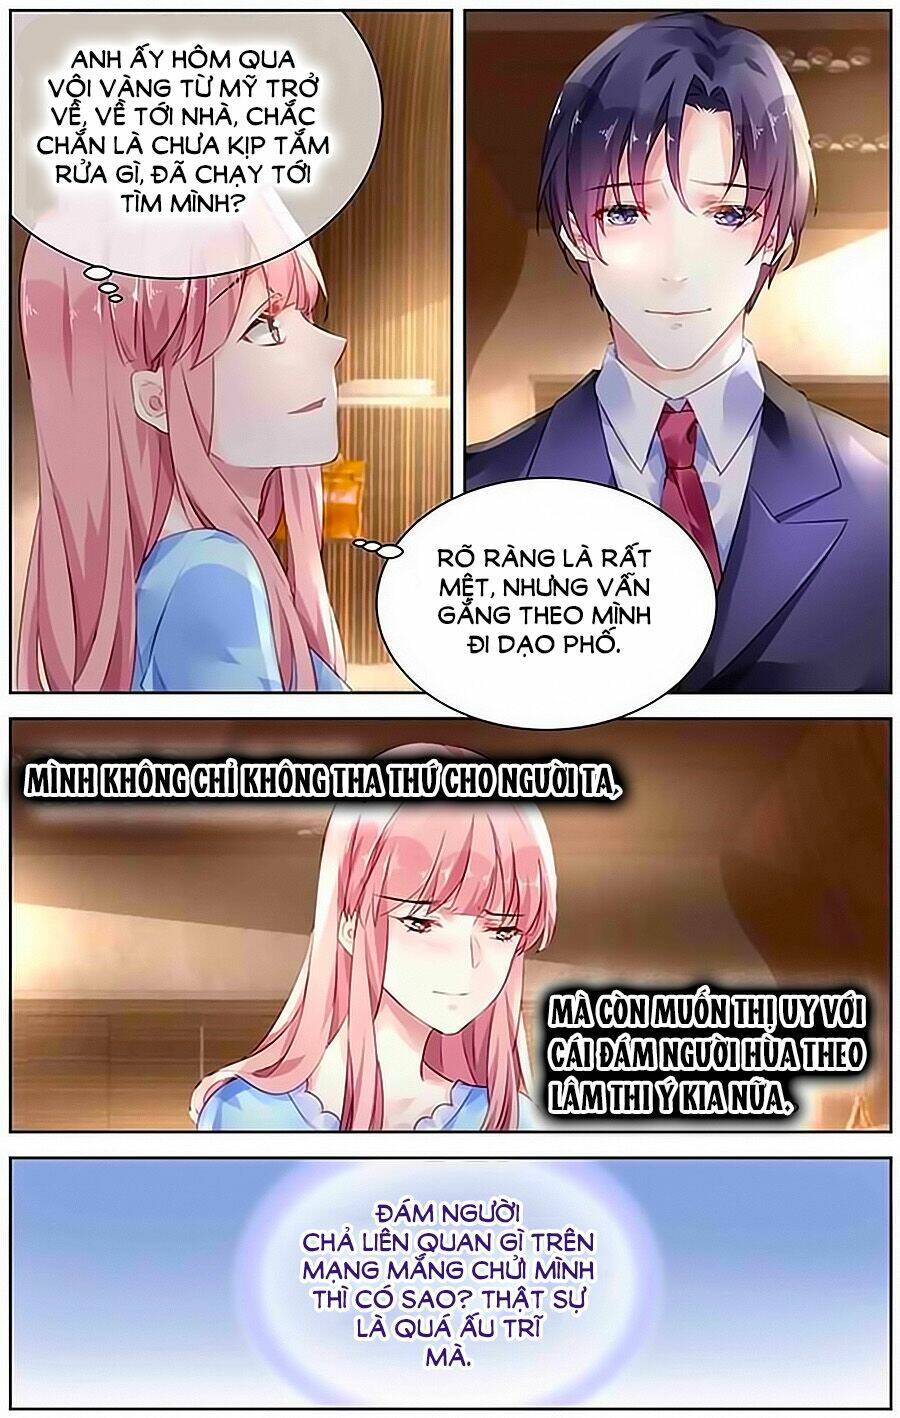 ANH ẤY HÔM QUA
VỘI VÀNG TỪ MỸ TRỞ
VỀ, VỀ TỚI NHÀ, CHẮC
CHẮN LÀ CHƯA KỊP TẮM
RỬA GÌ, ĐÃ CHẠY TỚI
TÌM MÌNH?
RÕ RÀNG LÀ RẤT
MỆT, NHƯNG VẪN
GẮNG THEO MÌNH
ĐI DẠO PHỐ.
MÌNH KHÔNG CHỈ KHÔNG THA THỨ CHO NGƯỜI TA,
MÀ CÒN MUỐN THỊ UY VỚI
CÁI ĐÁM NGƯỜI HÙA THEO
LÂM THI Ý KIA NỮA.
ĐÁM NGƯỜI
CHẢ LIÊN QUAN GÌ TRÊN
MẠNG MẮNG CHỬI MÌNH
THÌ CÓ SAO? THẬT SỰ
LÀ QUÁ ẤU TRĨ
MÀ.